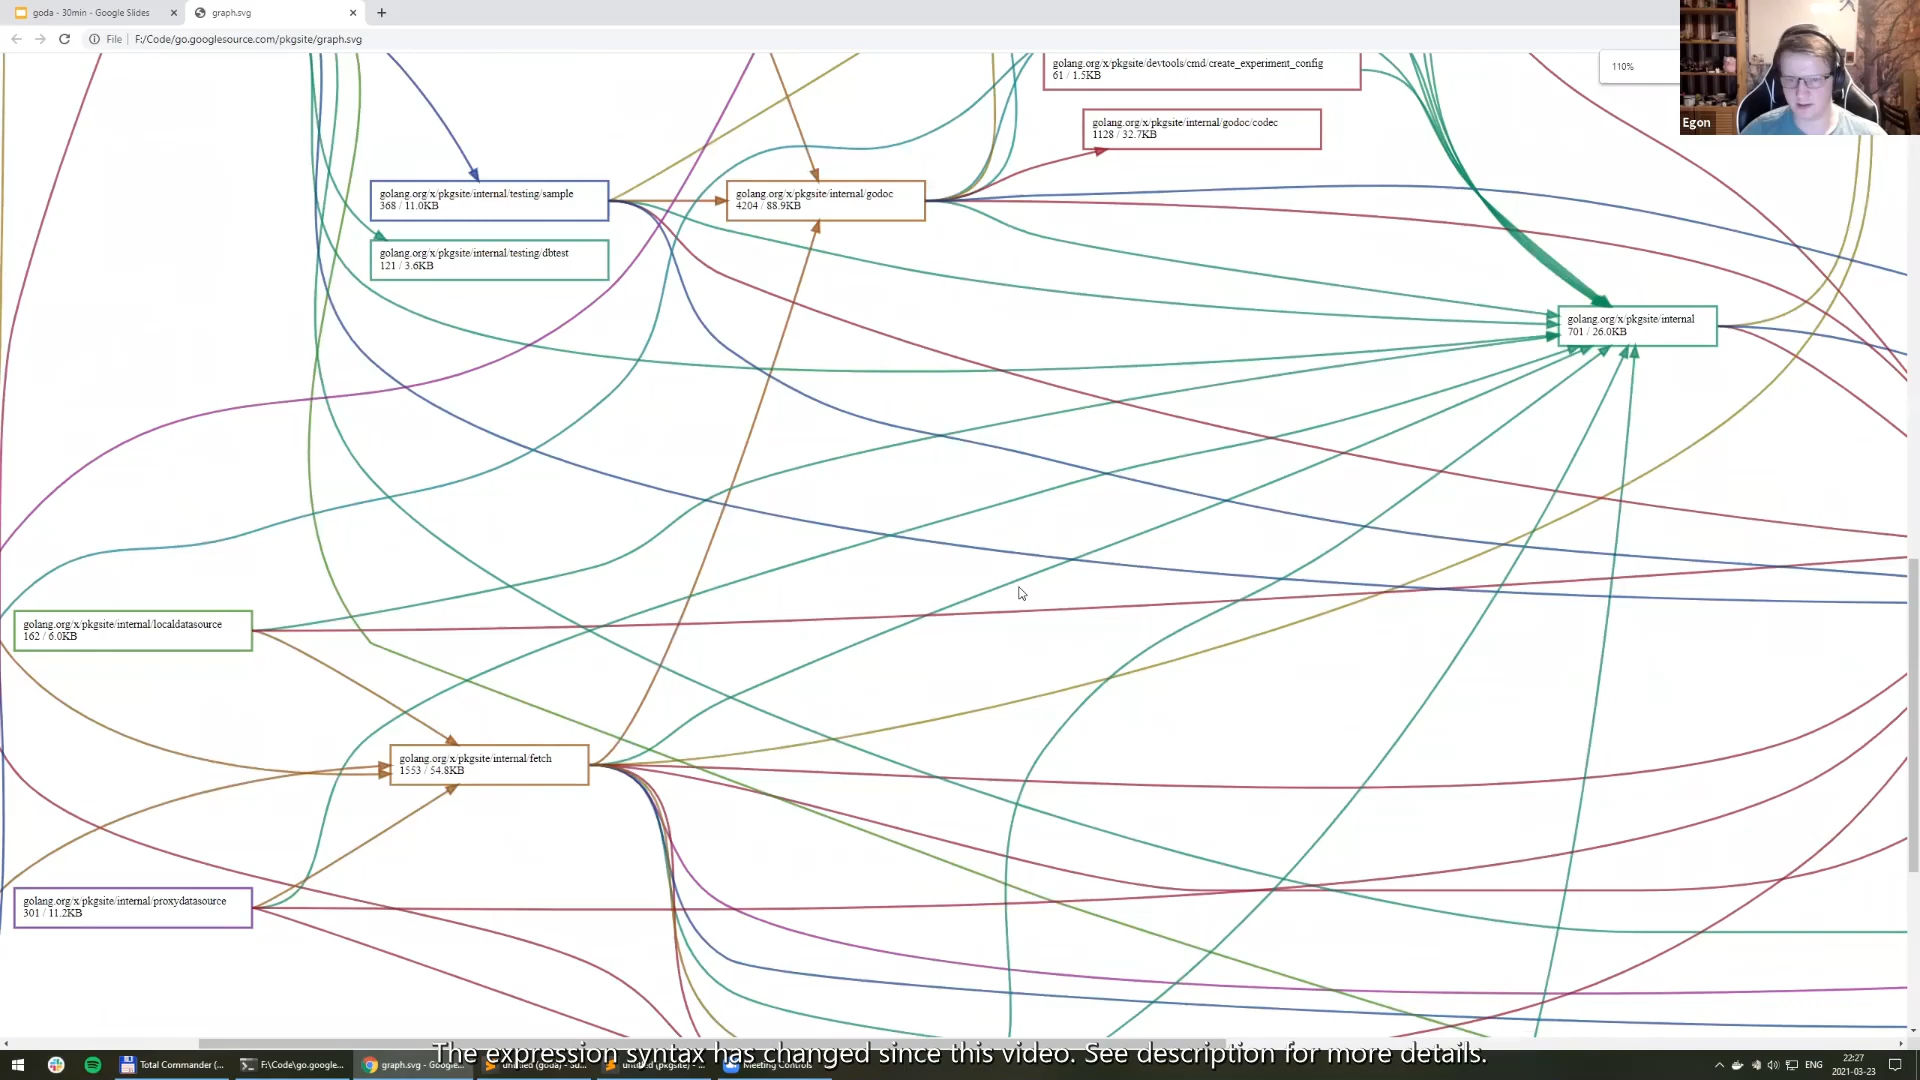 goda - 30min - Google Slides
graph.svg
File
F:/Code/go.googlesource.com/pkgsite/graph.svg
110%
Egon
golang.org/x/pkgsite/devtools/cmd/create_experiment_config
61 / 1.5KB
golang.org/x/pkgsite/internal/godoc/codec
1128 / 32.7KB
golang.org/x/pkgsite/internal/testing/sample
368 / 11.0KB
golang.org/x/pkgsite/internal/godoc
4204 / 88.9KB
golang.org/x/pkgsite/internal/testing/dbtest
121 / 3.6KB
golang.org/x/pkgsite/internal
701 / 26.0KB
golang.org/x/pkgsite/internal/localdatasource
162 / 6.0KB
golang.org/x/pkgsite/internal/fetch
1553 / 54.8KB
golang.org/x/pkgsite/internal/proxydatasource
301 / 11.2KB
The expression syntax has changed since this video. See description for more details.
Total Commander (...
F:\Code\go.google...
graph.svg - Google...
untitled (goda) - Su...
untitled (pkgsite) - ...
Meeting Controls
ENG
22:27
2021-03-23